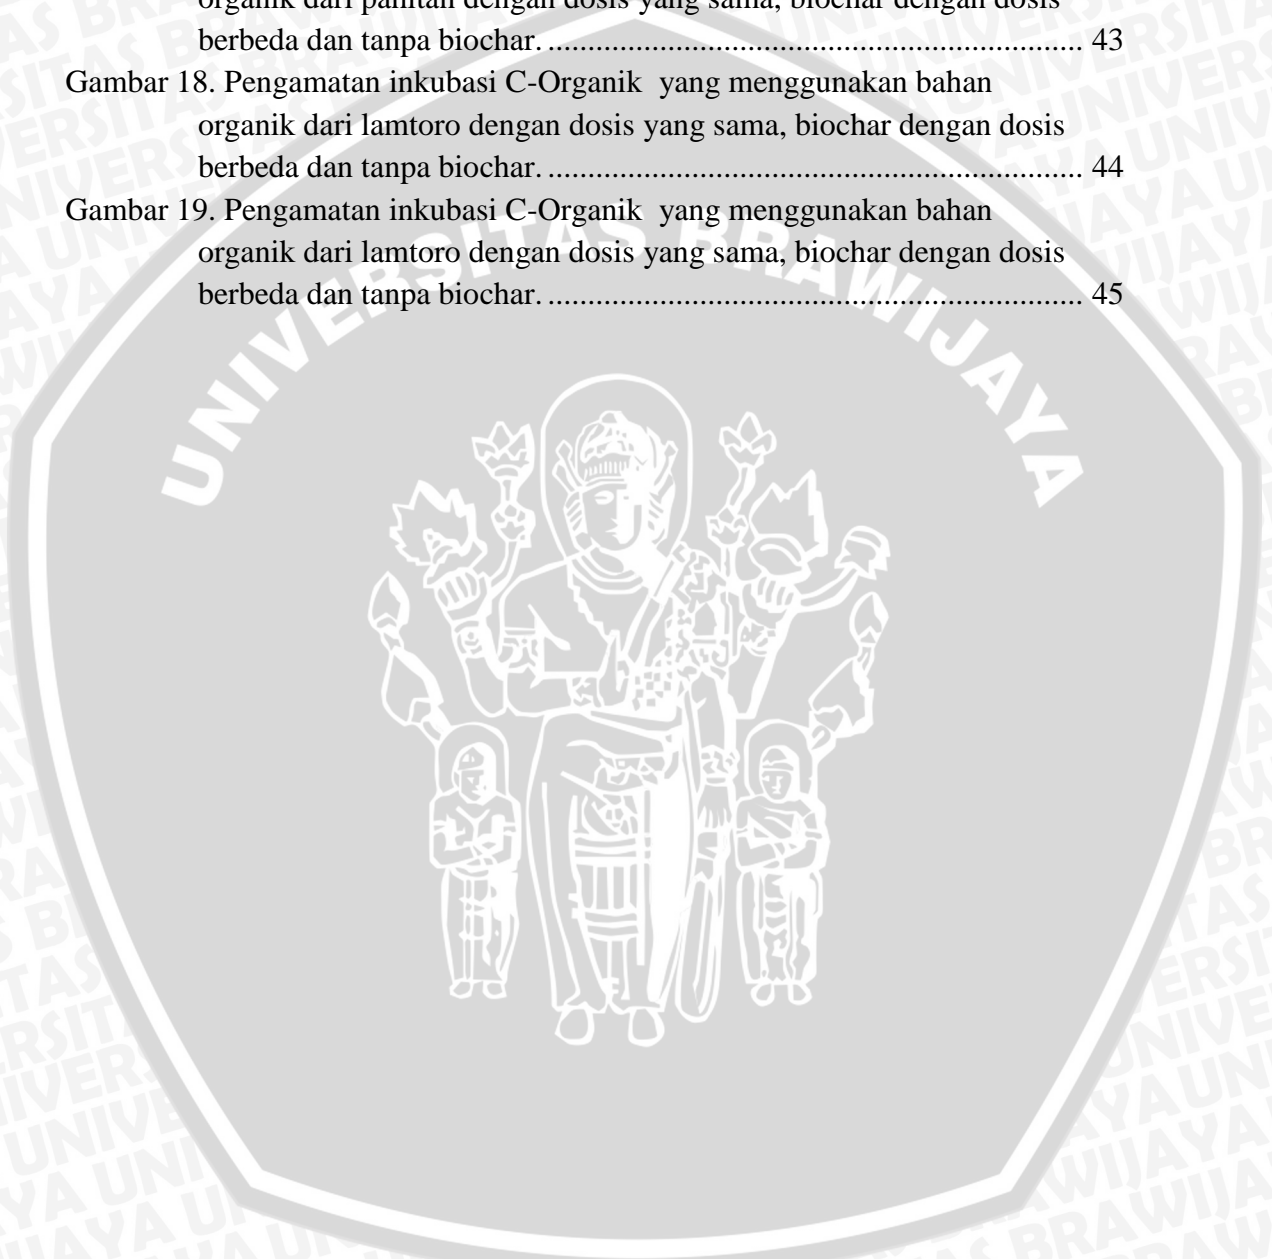 organik dari paitan dengan dosis yang sama, biochar dengan dosis
berbeda dan tanpa biochar. ................................................................. 43
Gambar 18. Pengamatan inkubasi C-Organik  yang menggunakan bahan
organik dari lamtoro dengan dosis yang sama, biochar dengan dosis
berbeda dan tanpa biochar. ................................................................. 44
Gambar 19. Pengamatan inkubasi C-Organik  yang menggunakan bahan
organik dari lamtoro dengan dosis yang sama, biochar dengan dosis
berbeda dan tanpa biochar. ................................................................. 45
UNIVERSITAS BRAWIJAYA